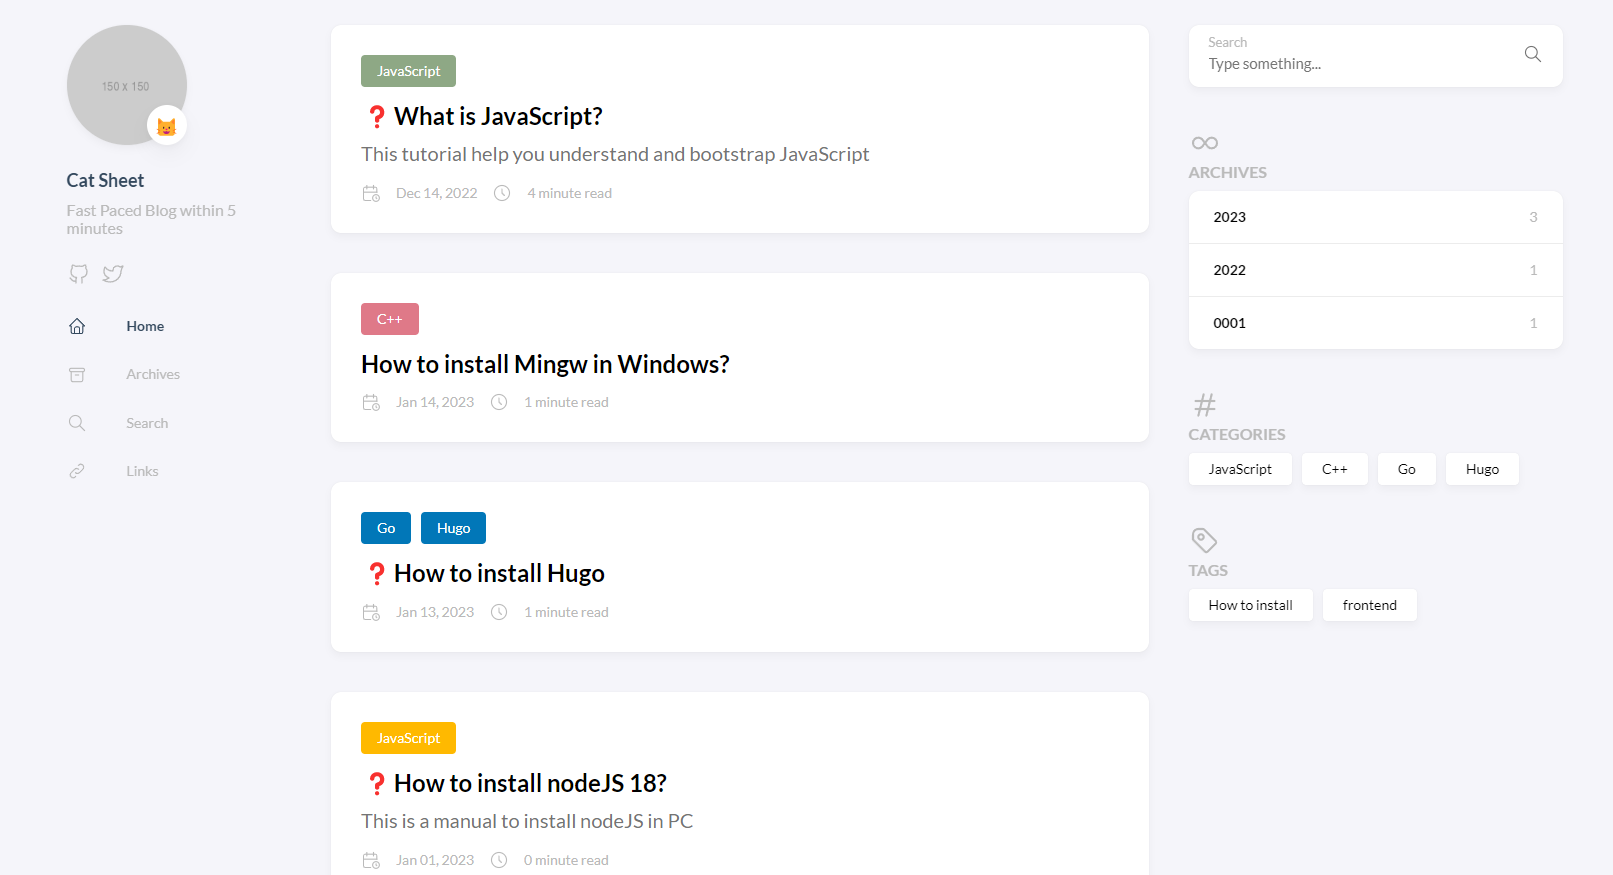 150 x 150
Cat Sheet
Fast Paced Blog within 5
minutes
Home
Archives
Search
Links
JavaScript
❓ What is JavaScript?
This tutorial help you understand and bootstrap JavaScript
Dec 14, 2022 4 minute read
C++
How to install Mingw in Windows?
Jan 14, 2023 1 minute read
Go Hugo
❓ How to install Hugo
Jan 13, 2023 1 minute read
JavaScript
❓ How to install nodeJS 18?
This is a manual to install nodeJS in PC
Jan 01, 2023 0 minute read
Search
Type something...
ARCHIVES
2023 3
2022 1
0001 1
CATEGORIES
JavaScript C++ Go Hugo
TAGS
How to install frontend